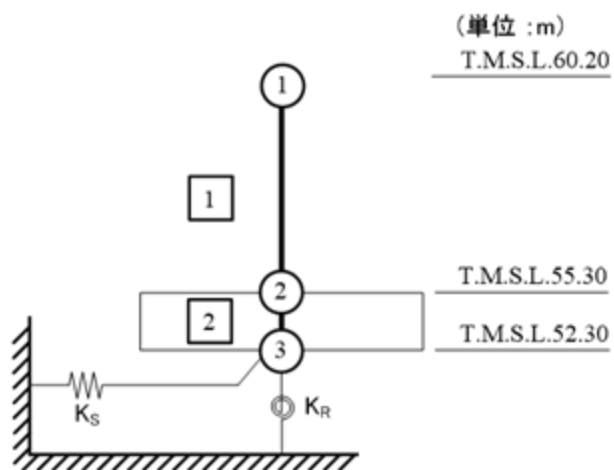 (単位 :m)
T.M.S.L.60.20
1
1
T.M.S.L.55.30
2
2
T.M.S.L.52.30
3
KS
KR